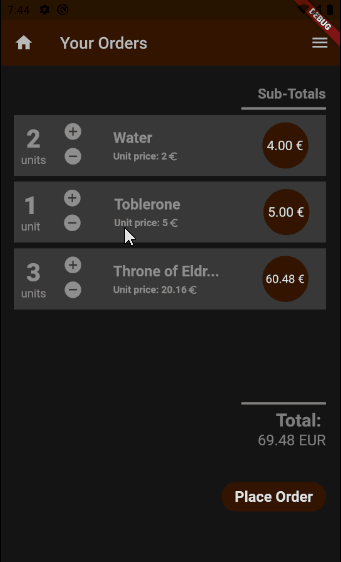 7:44
DEBUG
Your Orders
Sub-Totals
2
units
Water
Unit price: 2 €
4.00 €
1
unit
Toblerone
Unit price: 5 €
5.00 €
3
units
Throne of Eldr...
Unit price: 20.16 €
60.48 €
Total:
69.48 EUR
Place Order